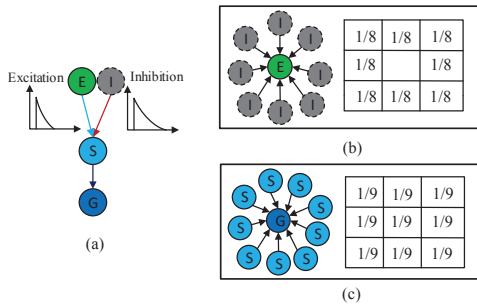 Excitation
Inhibition
E
I
S
G
(a)
I
I
I
I
E
I
I
I
I
1/8 1/8 1/8
1/8 1/8
1/8 1/8 1/8
(b)
S
S
S
S
S
G
S
S
S
S
1/9 1/9 1/9
1/9 1/9 1/9
1/9 1/9 1/9
(c)